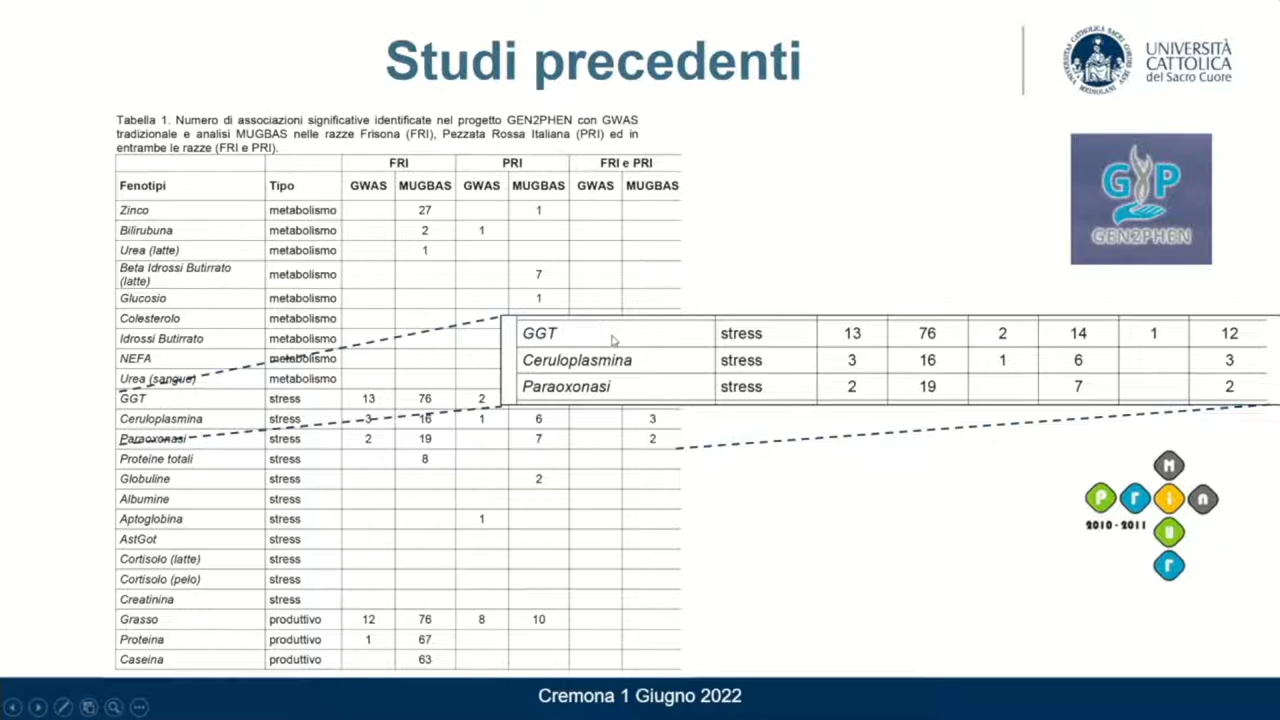 Studi precedenti
UNIVERSITÀ
CATTOLICA
del Sacro Cuore
Tabella 1. Numero di associazioni significative identificate nel progetto GEN2PHEN con GWAS
tradizionale e analisi MUGBAS nelle razze Frisona (FRI), Pezzata Rossa Italiana (PRI) ed in
entrambe le razze (FRI e PRI).
FRI PRI FRI e PRI
Fenotipi Tipo GWAS MUGBAS GWAS MUGBAS GWAS MUGBAS
Zinco metabolismo 27 1
Bilirubuna metabolismo 2 1
Urea (latte) metabolismo 1
Beta Idrossi Butirrato
(latte) metabolismo 7
Glucosio metabolismo 1
Colesterolo metabolismo
Idrossi Butirrato metabolismo
NEFA metabolismo
Urea (sangue) metabolismo
GGT stress 13 76 2
Ceruloplasmina stress 3 16 1 6 3
Paraoxonasi stress 2 19 7 2
Proteine totali stress 8
Globuline stress 2
Albumine stress
Aptoglobina stress 1
AstGot stress
Cortisolo (latte) stress
Cortisolo (pelo) stress
Creatinina stress
Grasso produttivo 12 76 8 10
Proteina produttivo 1 67
Caseina produttivo 63
GGT stress 13 76 2 14 1 12
Ceruloplasmina stress 3 16 1 6 3
Paraoxonasi stress 2 19 7 2
G P
GEN2PHEN
M
P r i n
2010-2011 u
r
Cremona 1 Giugno 2022